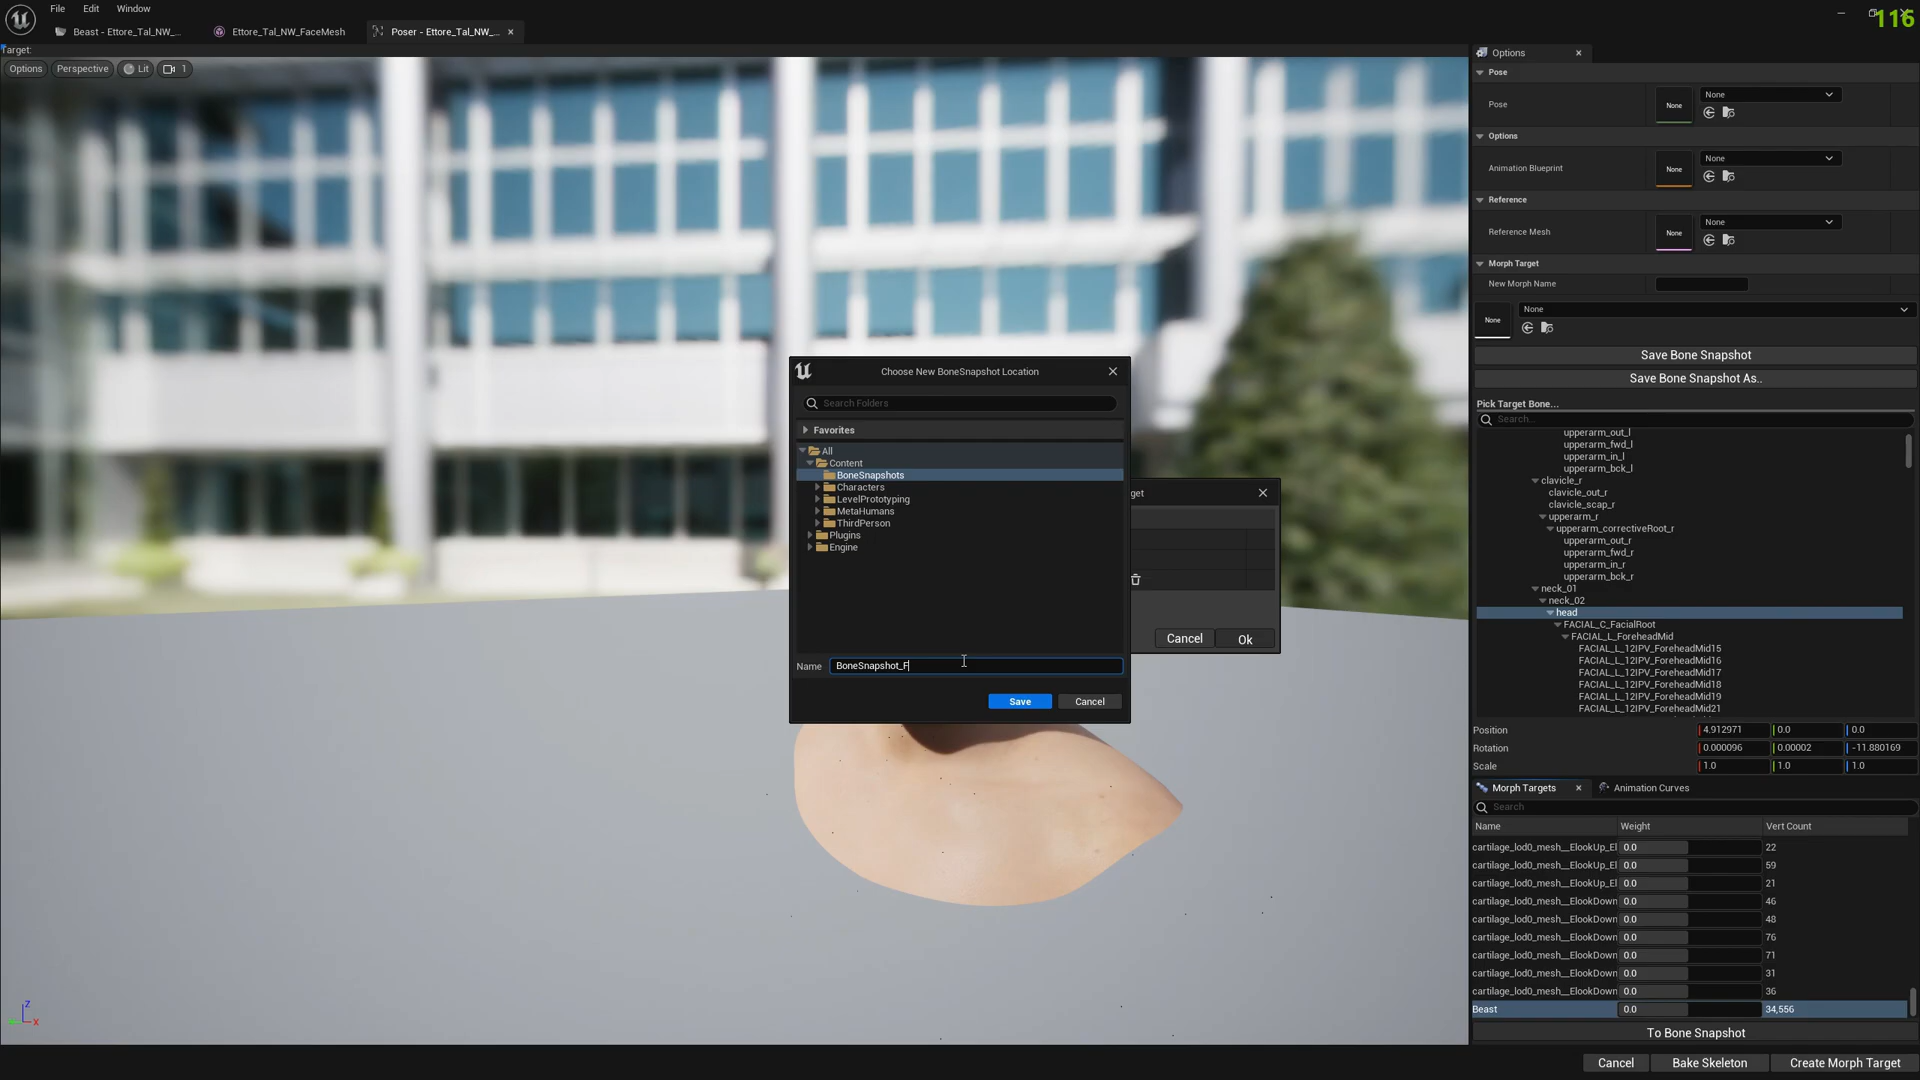 File Edit Window
116
Beast - Ettore_Tal_NW_...
Ettore_Tal_NW_FaceMesh
Poser - Ettore_Tal_NW_...
Target:
Options Perspective Lit 1
Choose New BoneSnapshot Location
Search Folders
Favorites
All
Content
BoneSnapshots
Characters
LevelPrototyping
MetaHumans
ThirdPerson
Plugins
Engine
Name BoneSnapshot_F
Save Cancel
get
Cancel Ok
Z
X
Options
Pose
Pose None None
Options
Animation Blueprint None None
Reference
Reference Mesh None None
Morph Target
New Morph Name
None None
Save Bone Snapshot
Save Bone Snapshot As..
Pick Target Bone...
Search...
upperarm_out_l
upperarm_fwd_l
upperarm_in_l
upperarm_bck_l
clavicle_r
clavicle_out_r
clavicle_scap_r
upperarm_r
upperarm_correctiveRoot_r
upperarm_out_r
upperarm_fwd_r
upperarm_in_r
upperarm_bck_r
neck_01
neck_02
head
FACIAL_C_FacialRoot
FACIAL_L_ForeheadMid
FACIAL_L_12IPV_ForeheadMid15
FACIAL_L_12IPV_ForeheadMid16
FACIAL_L_12IPV_ForeheadMid17
FACIAL_L_12IPV_ForeheadMid18
FACIAL_L_12IPV_ForeheadMid19
FACIAL_L_12IPV_ForeheadMid21
Position 4.912971 0.0 0.0
Rotation 0.000096 0.00002 -11.880169
Scale 1.0 1.0 1.0
Morph Targets Animation Curves
Search
Name Weight Vert Count
cartilage_lod0_mesh__ElookUp_El 0.0 22
cartilage_lod0_mesh__ElookUp_El 0.0 59
cartilage_lod0_mesh__ElookUp_El 0.0 21
cartilage_lod0_mesh__ElookDown 0.0 46
cartilage_lod0_mesh__ElookDown 0.0 48
cartilage_lod0_mesh__ElookDown 0.0 76
cartilage_lod0_mesh__ElookDown 0.0 71
cartilage_lod0_mesh__ElookDown 0.0 31
cartilage_lod0_mesh__ElookDown 0.0 36
Beast 0.0 34,556
To Bone Snapshot
Cancel Bake Skeleton Create Morph Target